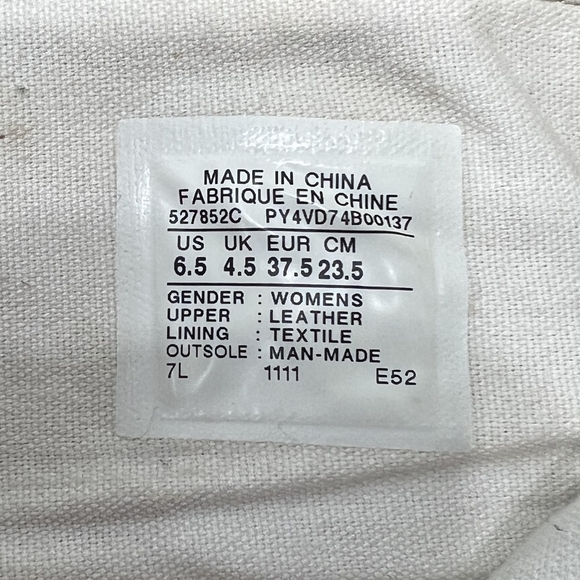 MADE IN CHINA
FABRIQUE EN CHINE
527852C PY4VD74B00137
US UK EUR CM
6.5 4.5 37.5 23.5
GENDER : WOMENS
UPPER : LEATHER
LINING : TEXTILE
OUTSOLE : MAN-MADE
7L 1111 E52